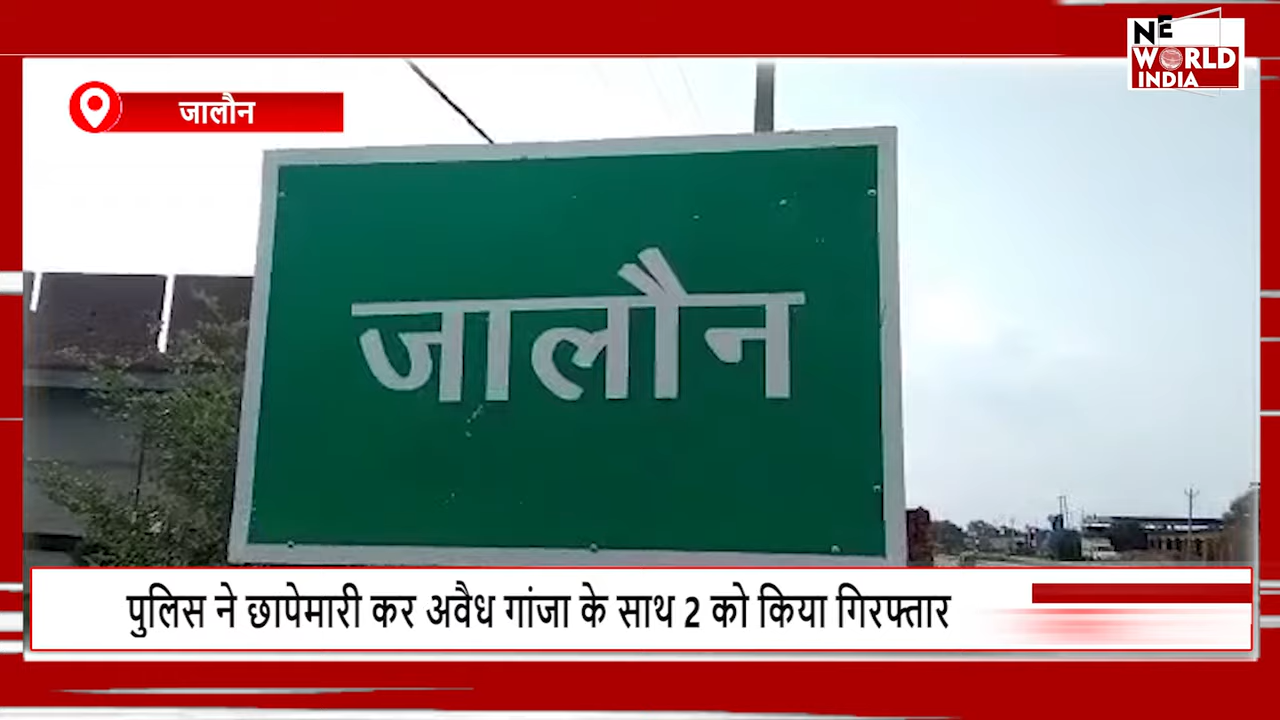 NE
WORLD
INDIA
जालौन
जालौन
पुलिस ने छापेमारी कर अवैध गांजा के साथ 2 को किया गिरफ्तार